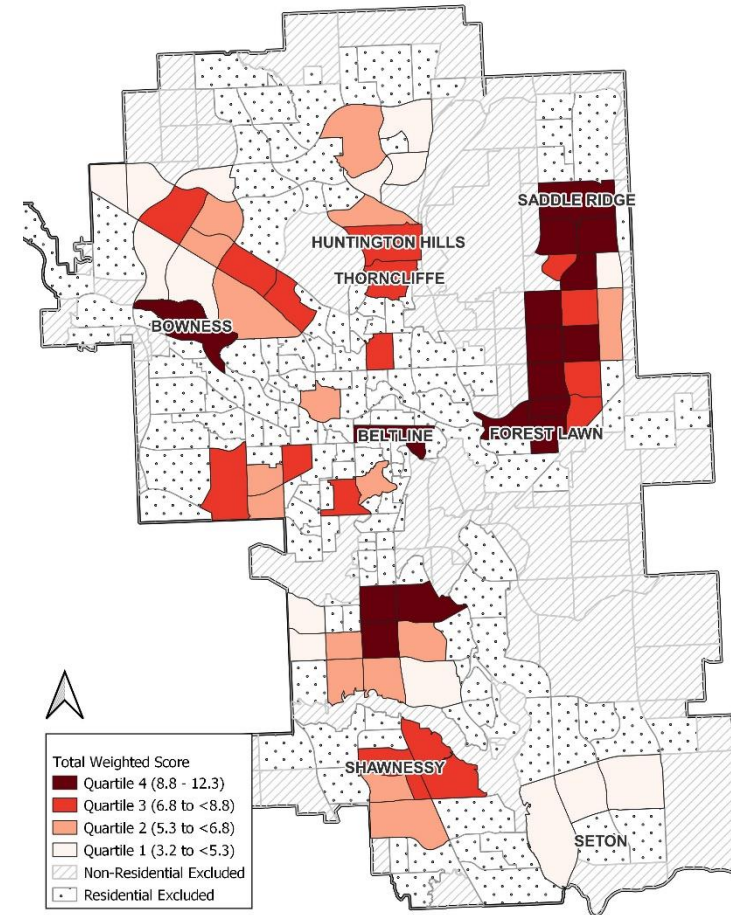 SADDLE RIDGE
HUNTINGTON HILLS
THORNCLIFFE
BOWNESS
BELTLINE
FOREST LAWN
SHAWNESSY
SETON
Total Weighted Score
Quartile 4 (8.8 - 12.3)
Quartile 3 (6.8 to <8.8)
Quartile 2 (5.3 to <6.8)
Quartile 1 (3.2 to <5.3)
Non-Residential Excluded
Residential Excluded